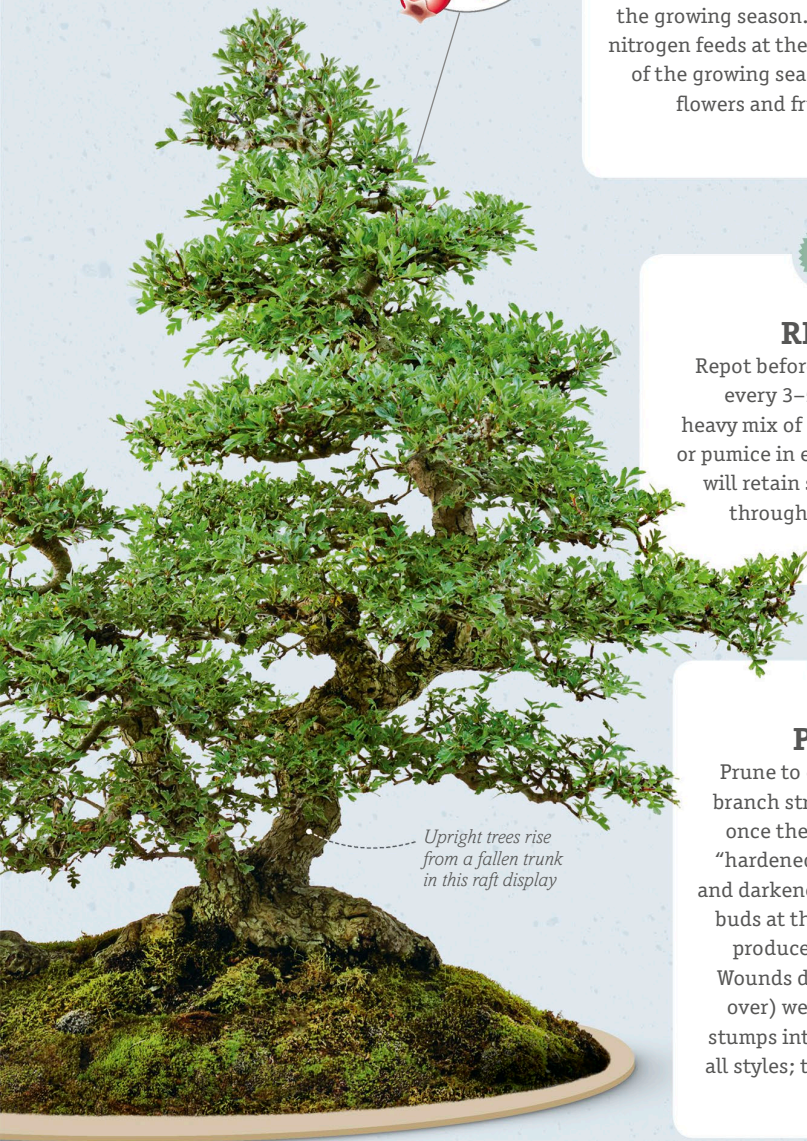 the growing season.
nitrogen feeds at the
of the growing sea
flowers and fr
R
Repot befor
every 3–
heavy mix of
or pumice in e
will retain s
through
P
Prune to
branch str
once the
“hardened
and darkene
buds at th
produce
Wounds d
over) we
stumps int
all styles; t
Upright trees rise
from a fallen trunk
in this raft display